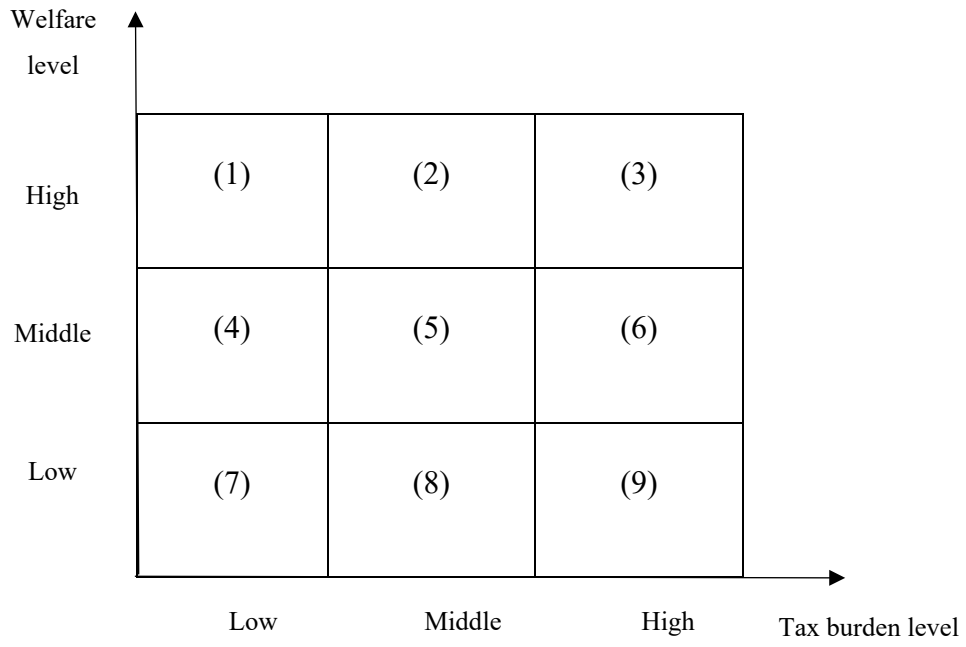 Welfare
level
High
(1) (2) (3)
Middle
(4) (5) (6)
Low
(7) (8) (9)
Low Middle High Tax burden level